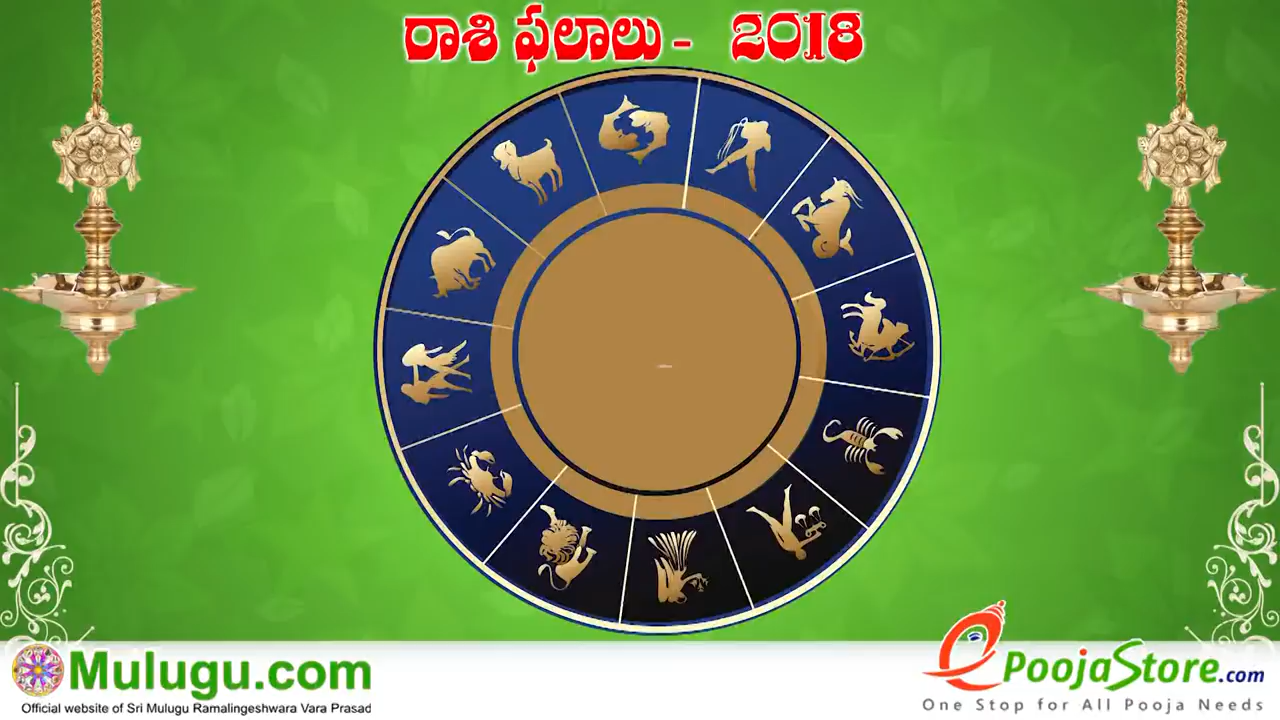 రాశి ఫలాలు - 2018
Mulugu.com
Official website of Sri Mulugu Ramalingeshwara Vara Prasad
ePoojaStore.com
One Stop for All Pooja Needs